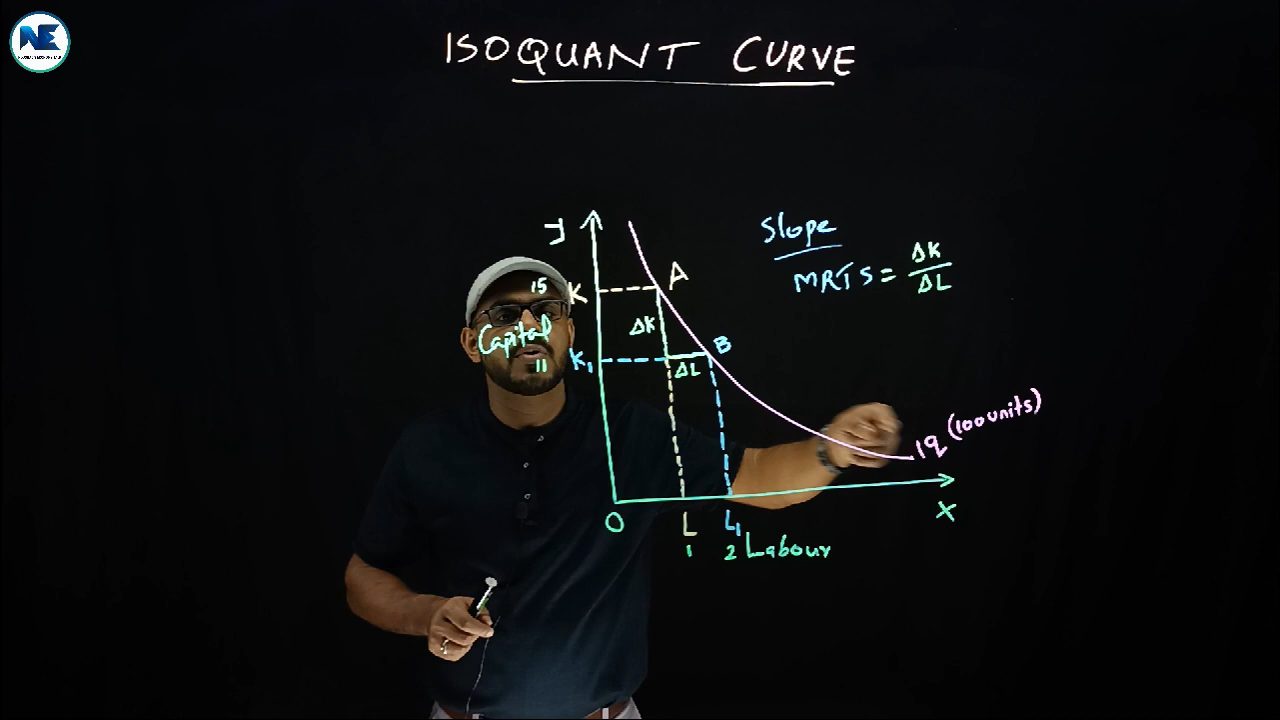 NE
ISOQUANT CURVE
y
Slope
MRTS = ΔK/ΔL
15
K
A
ΔK
Capital
K1
11
B
ΔL
IQ (100 units)
O
L
L1
X
1
2 Labour